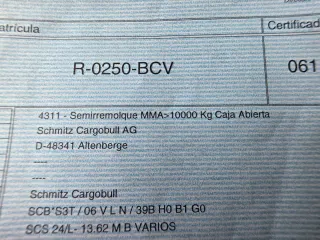 atrícula
Certificad
R-0250-BCV
061
4311 - Semirremolque MMA>10000 Kg Caja Abierta
Schmitz Cargobull AG
D-48341 Altenberge
----
----
Schmitz Cargobull
SCB*S3T / 06 V L N / 39B H0 B1 G0
SCS 24/L- 13.62 M B VARIOS